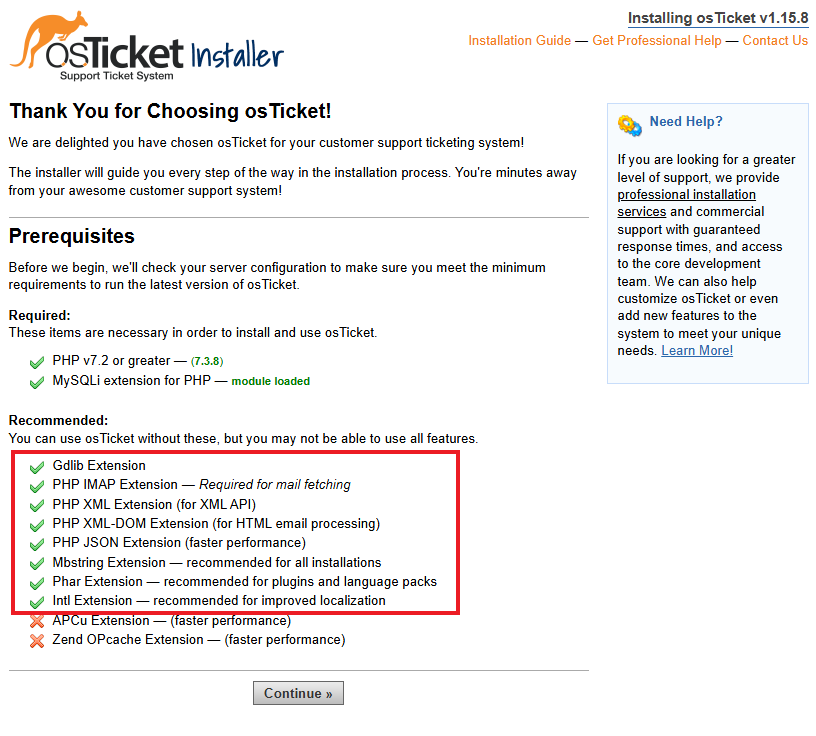 osTicket Installer
Support Ticket System
Installing osTicket v1.15.8
Installation Guide — Get Professional Help — Contact Us
Thank You for Choosing osTicket!
We are delighted you have chosen osTicket for your customer support ticketing system!
The installer will guide you every step of the way in the installation process. You're minutes away
from your awesome customer support system!
Prerequisites
Before we begin, we'll check your server configuration to make sure you meet the minimum
requirements to run the latest version of osTicket.
Required:
These items are necessary in order to install and use osTicket.
PHP v7.2 or greater — (7.3.8)
MySQLi extension for PHP — module loaded
Recommended:
You can use osTicket without these, but you may not be able to use all features.
Gdlib Extension
PHP IMAP Extension — Required for mail fetching
PHP XML Extension (for XML API)
PHP XML-DOM Extension (for HTML email processing)
PHP JSON Extension (faster performance)
Mbstring Extension — recommended for all installations
Phar Extension — recommended for plugins and language packs
Intl Extension — recommended for improved localization
APCu Extension — (faster performance)
Zend OPcache Extension — (faster performance)
Continue »
Need Help?
If you are looking for a greater
level of support, we provide
professional installation
services and commercial
support with guaranteed
response times, and access
to the core development
team. We can also help
customize osTicket or even
add new features to the
system to meet your unique
needs. Learn More!